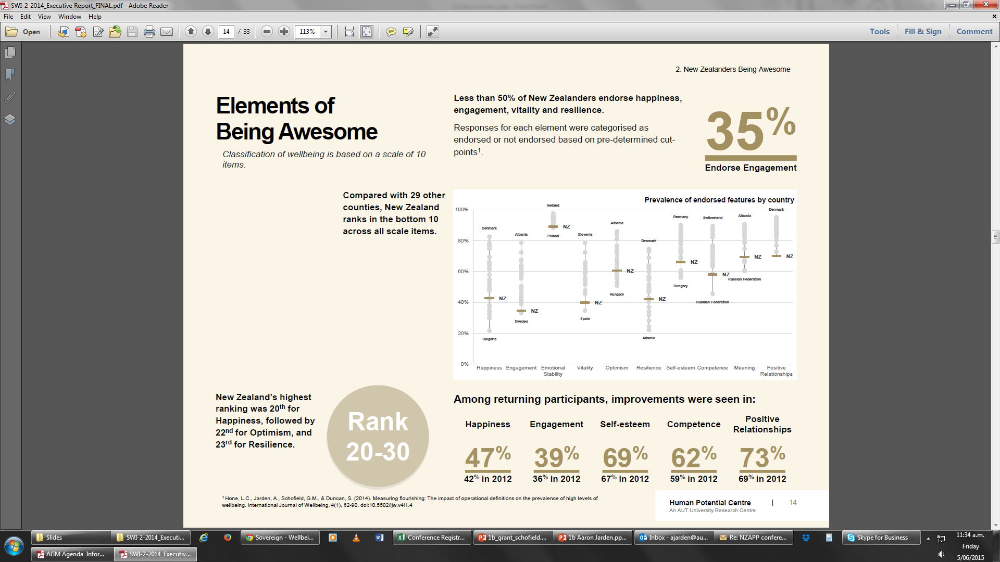 SWI-2-2014_Executive Report_FINAL.pdf - Adobe Reader
File Edit View Window Help
Open 14 / 33 113% Tools Fill & Sign Comment
2. New Zealanders Being Awesome
Elements of
Being Awesome
Classification of wellbeing is based on a scale of 10
items.
Less than 50% of New Zealanders endorse happiness,
engagement, vitality and resilience.
Responses for each element were categorised as
endorsed or not endorsed based on pre-determined cut-
points1.
35%
Endorse Engagement
Compared with 29 other
counties, New Zealand
ranks in the bottom 10
across all scale items.
Prevalence of endorsed features by country
100%
80%
60%
40%
20%
0%
Denmark
NZ
Bulgaria
Albania
NZ
Sweden
Iceland
NZ
Poland
Slovenia
NZ
Spain
Albania
NZ
Hungary
Denmark
NZ
Albania
Germany
NZ
Hungary
Switzerland
NZ
Russian Federation
Albania
NZ
Russian Federation
Denmark
NZ
Happiness Engagement Emotional Vitality Optimism Resilience Self-esteem Competence Meaning Positive
Stability Relationships
New Zealand's highest
ranking was 20th for
Happiness, followed by
22nd for Optimism, and
23rd for Resilience.
Rank
20-30
Among returning participants, improvements were seen in:
Happiness
47%
42% in 2012
Engagement
39%
36% in 2012
Self-esteem
69%
67% in 2012
Competence
62%
59% in 2012
Positive
Relationships
73%
69% in 2012
1 Hone, L.C., Jarden, A., Schofield, G.M., & Duncan, S. (2014). Measuring flourishing: The impact of operational definitions on the prevalence of high levels of
wellbeing. International Journal of Wellbeing, 4(1), 62-90. doi:10.5502/ijw.v4i1.4
Human Potential Centre | 14
An AUT University Research Centre
Slides SWI-2-2014_Executi... Sovereign - Wellbei... Conference Registr... 1b_grant_schofield.... 1b Aaron Jarden.pp... Inbox - ajarden@au... Re: NZAPP confere... Skype for Business
AGM Agenda Infor... SWI-2-2014_Executiv...
11:34 a.m.
Friday
5/06/2015